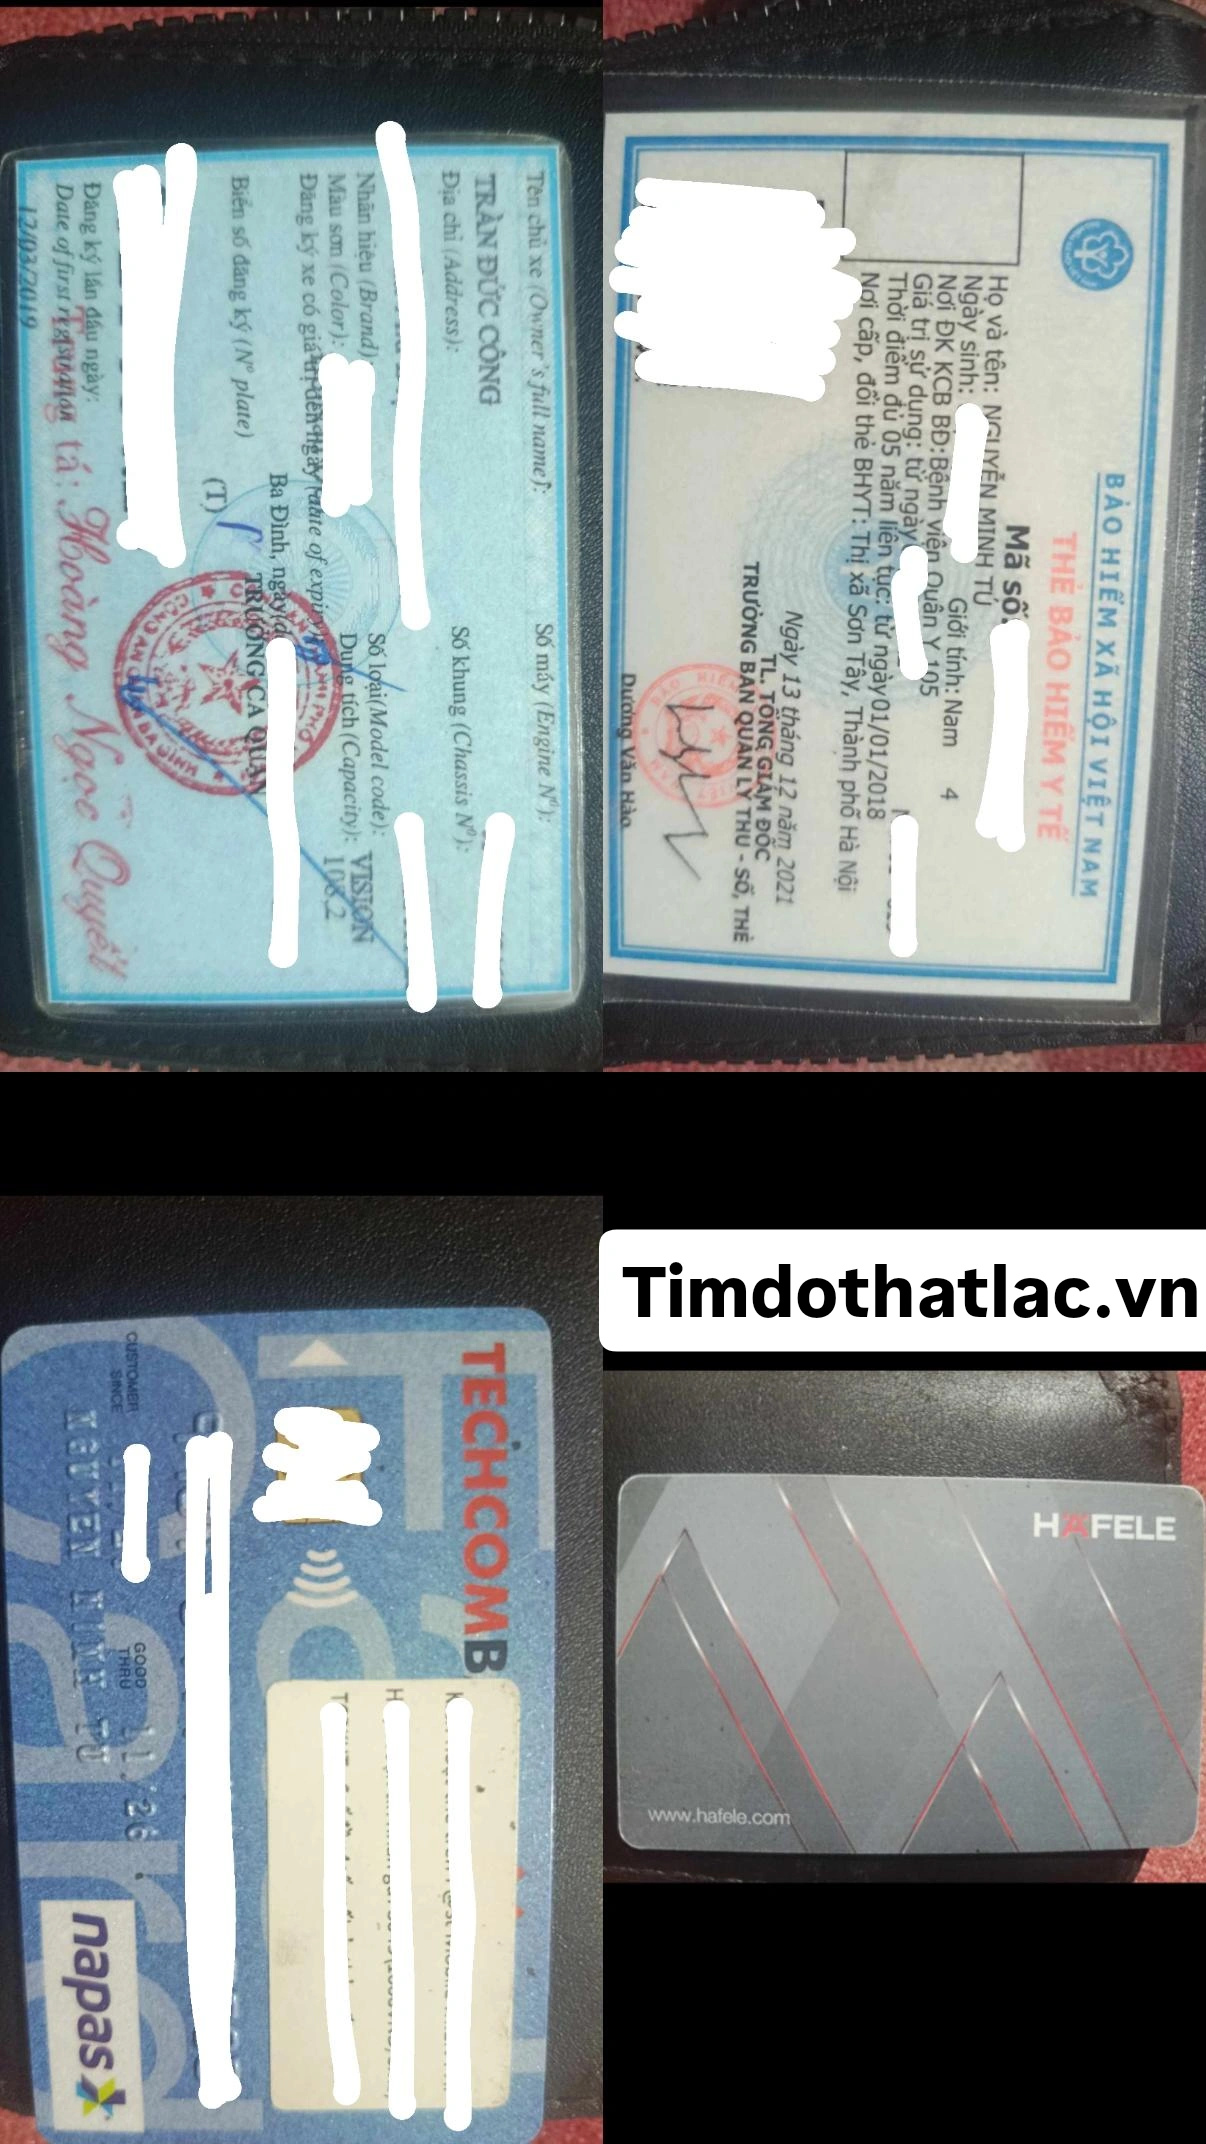 Tên chủ xe (Owner's full name):
TRẦN ĐỨC CÔNG
Địa chỉ (Address):
Nhãn hiệu (Brand)
Màu sơn (Color):
Đăng ký xe có giá trị đến ngày (date of expiry)
Số máy (Engine Nº):
Số khung (Chassis Nº):
Số loại(Model code): VISION
Dung tích (Capacity): 108.2
Ba Đình, ngày
TRƯỞNG CA QUẬN
Biển số đăng ký (Nº plate)
(T)
Đăng ký lần đầu ngày:
Date of first registration
12/03/2019
Trung tá: Hoàng Ngọc Quyết
BẢO HIỂM XÃ HỘI VIỆT NAM
THẺ BẢO HIỂM Y TẾ
Mã số:
Họ và tên: NGUYỄN MINH TÚ
Ngày sinh:
Giới tính: Nam 4
Nơi ĐK KCB BĐ: Bệnh viện Quân Y 105
Giá trị sử dụng: từ ngày
Thời điểm đủ 05 năm liên tục: từ ngày 01/01/2018
Nơi cấp, đổi thẻ BHYT: Thị xã Sơn Tây, Thành phố Hà Nội
Ngày 13 tháng 12 năm 2021
TL. TỔNG GIÁM ĐỐC
TRƯỞNG BAN QUẢN LÝ THU - SỔ, THẺ
Dương Văn Hào
TECHCOMB
CUSTOMER
SINCE
GOOD
THRU
11/26
NGUYEN MINH TU
napas
Timdothatlac.vn
HÄFELE
www.hafele.com